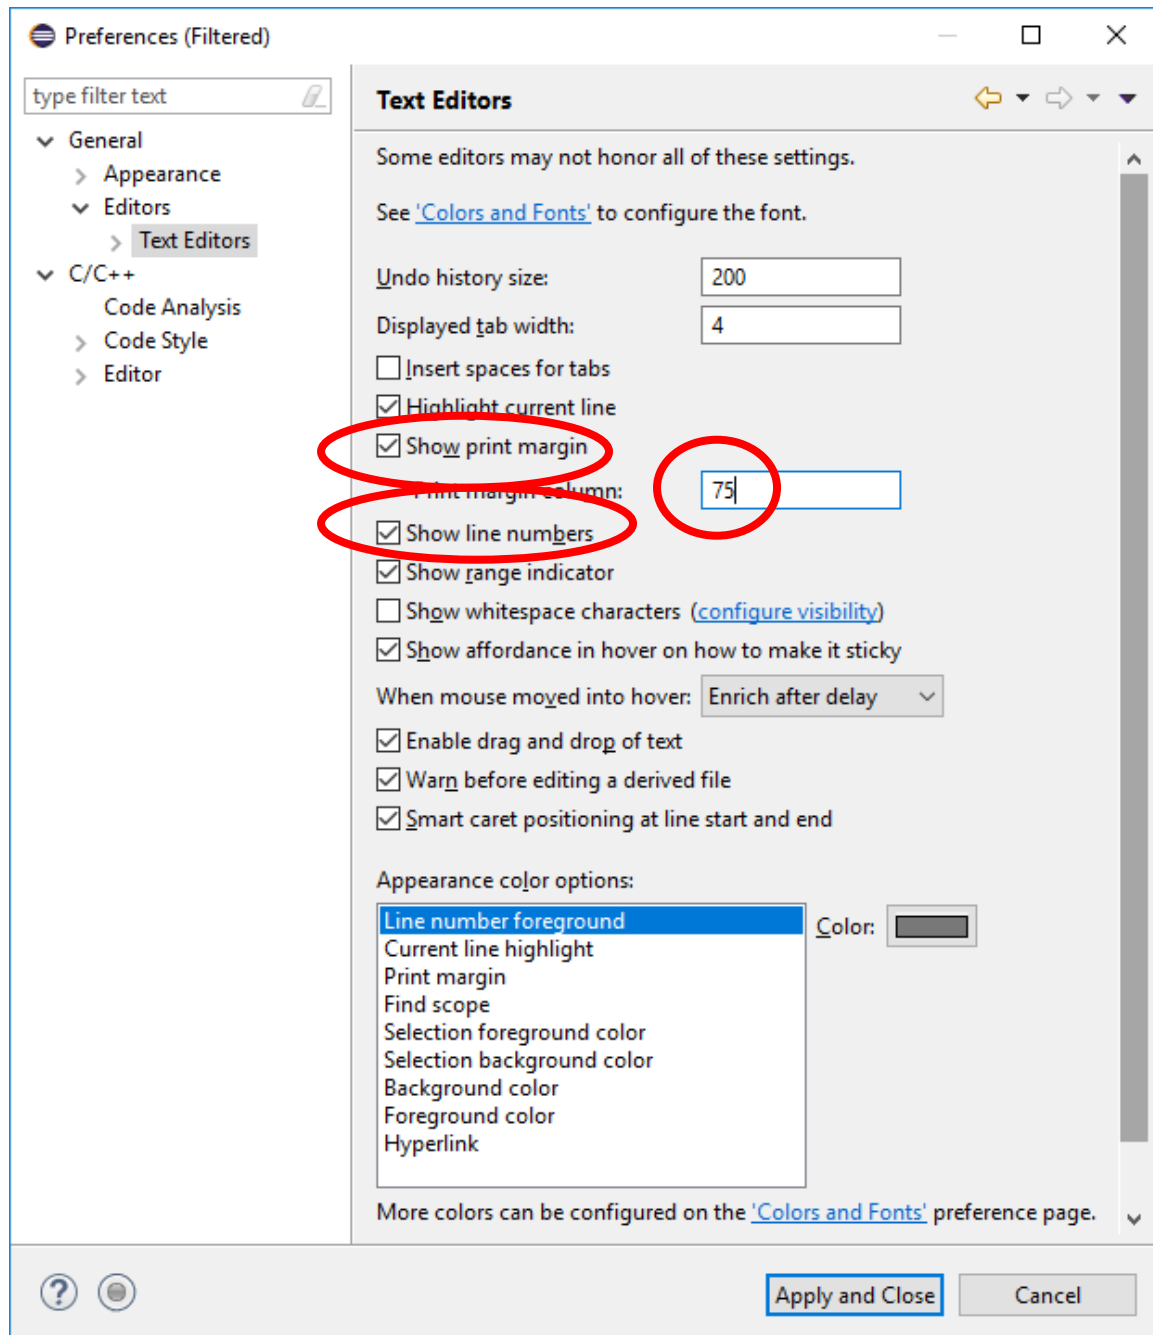 Preferences (Filtered)
type filter text
General
Appearance
Editors
Text Editors
C/C++
Code Analysis
Code Style
Editor
Text Editors
Some editors may not honor all of these settings.
See 'Colors and Fonts' to configure the font.
Undo history size: 200
Displayed tab width: 4
Insert spaces for tabs
Highlight current line
Show print margin
Print margin column: 75
Show line numbers
Show range indicator
Show whitespace characters (configure visibility)
Show affordance in hover on how to make it sticky
When mouse moved into hover: Enrich after delay
Enable drag and drop of text
Warn before editing a derived file
Smart caret positioning at line start and end
Appearance color options:
Line number foreground
Current line highlight
Print margin
Find scope
Selection foreground color
Selection background color
Background color
Foreground color
Hyperlink
Color:
More colors can be configured on the 'Colors and Fonts' preference page.
?
Apply and Close Cancel